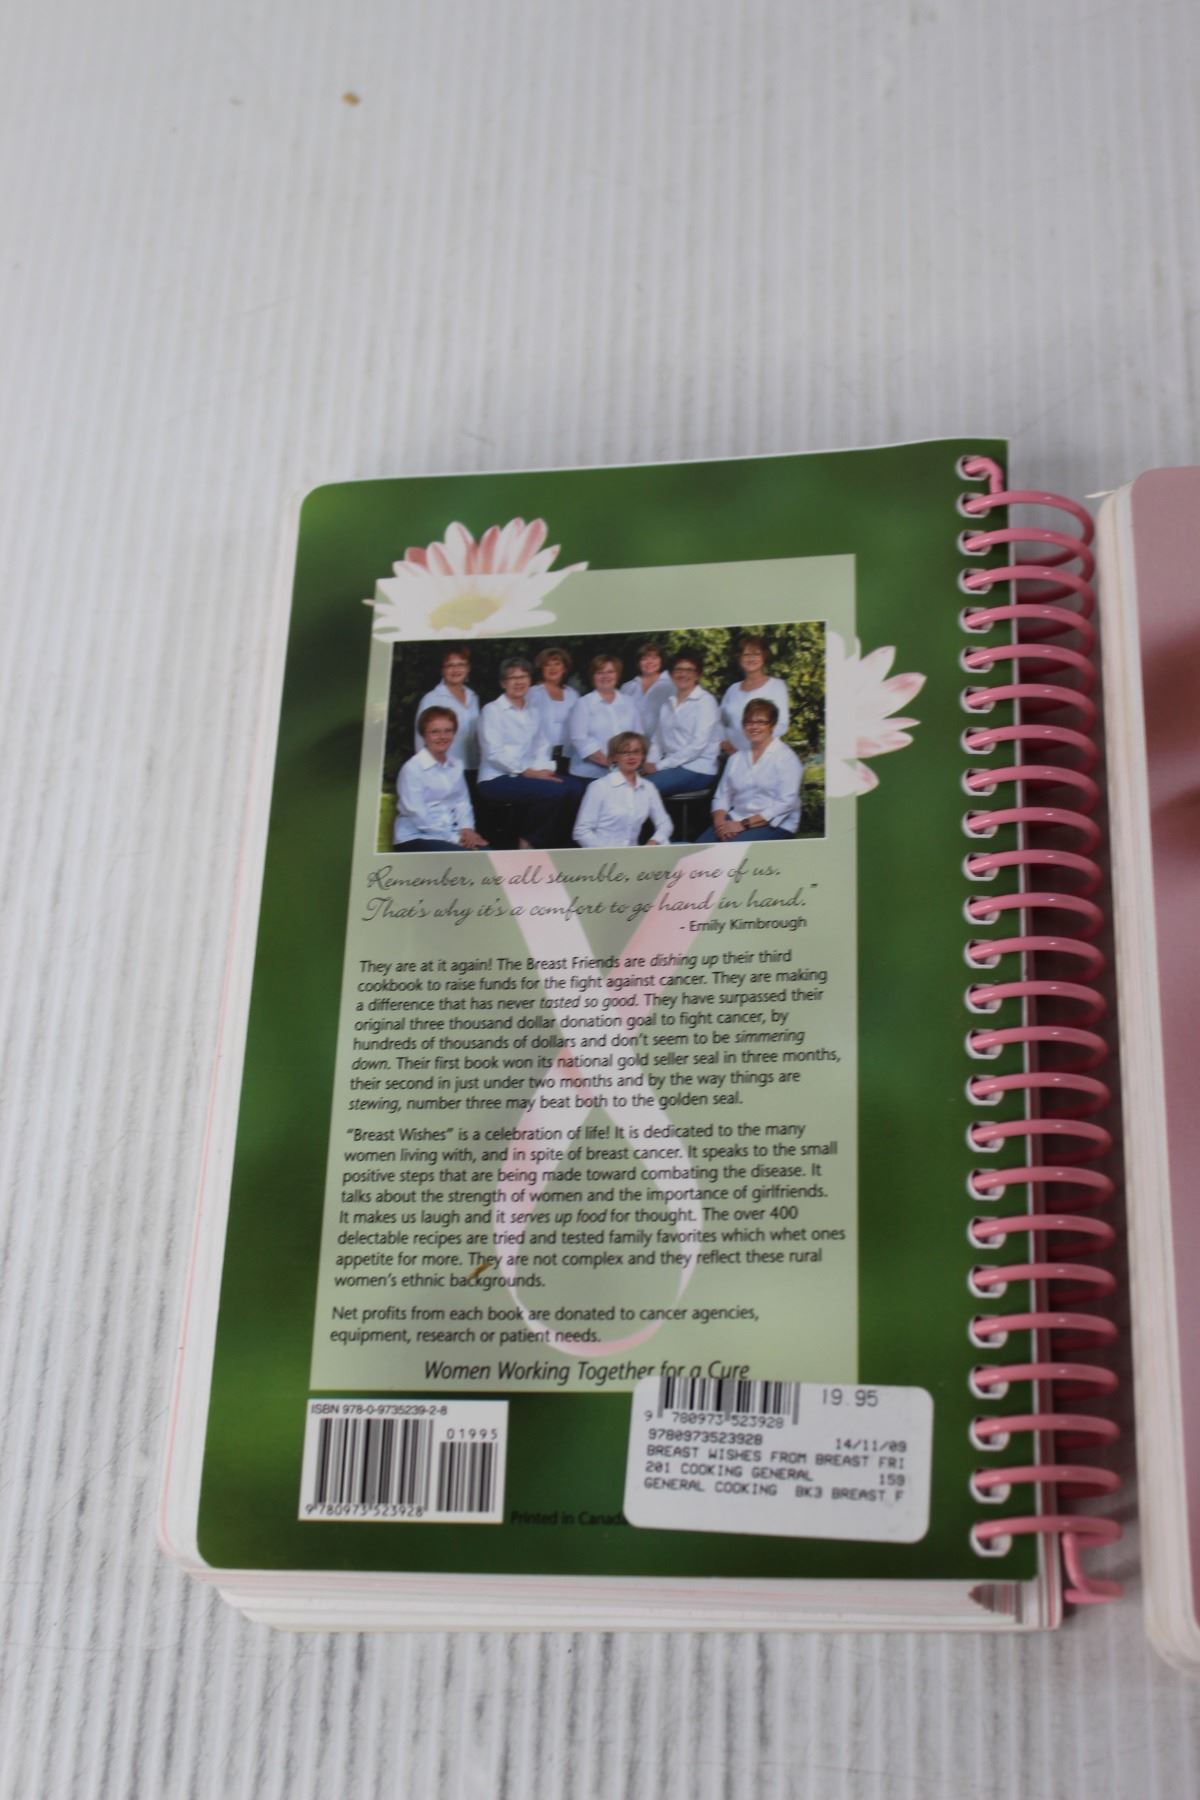 Remember, we all stumble, every one of us.
That's why it's a comfort to go hand in hand."
- Emily Kimbrough
They are at it again! The Breast Friends are dishing up their third
cookbook to raise funds for the fight against cancer. They are making
a difference that has never tasted so good. They have surpassed their
original three thousand dollar donation goal to fight cancer, by
hundreds of thousands of dollars and don't seem to be simmering
down. Their first book won its national gold seller seal in three months,
their second in just under two months and by the way things are
stewing, number three may beat both to the golden seal.
"Breast Wishes" is a celebration of life! It is dedicated to the many
women living with, and in spite of breast cancer. It speaks to the small
positive steps that are being made toward combating the disease. It
talks about the strength of women and the importance of girlfriends.
It makes us laugh and it serves up food for thought. The over 400
delectable recipes are tried and tested family favorites which whet ones
appetite for more. They are not complex and they reflect these rural
women's ethnic backgrounds.
Net profits from each book are donated to cancer agencies,
equipment, research or patient needs.
Women Working Together for a Cure
ISBN 978-0-9735239-2-8
01995
9 780973 523928
Printed in Canada
19.95
9 780973 523928
9780973523928 14/11/09
BREAST WISHES FROM BREAST FRI
201 COOKING GENERAL 159
GENERAL COOKING BK3 BREAST F